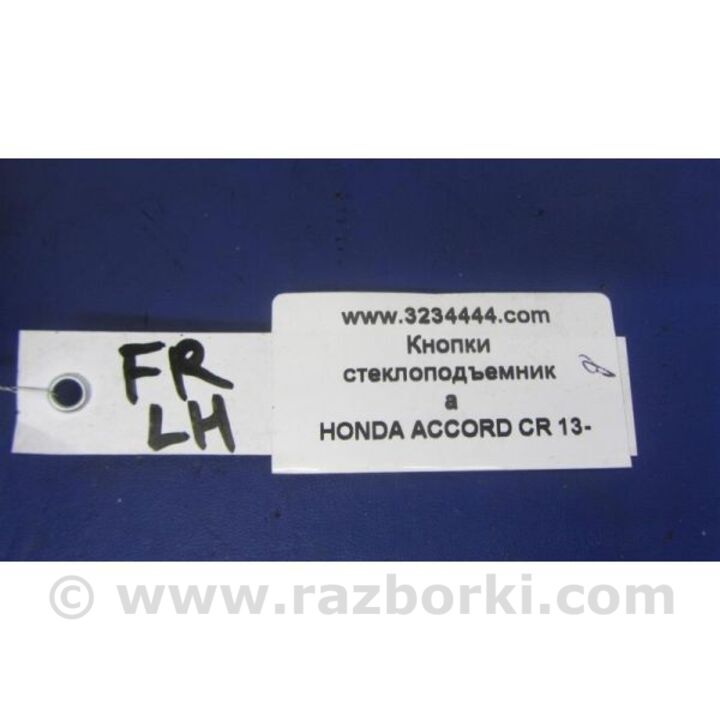 FR
LH
www.3234444.com
Кнопки
стеклоподъемник
а
HONDA ACCORD CR 13-
© www.razborki.com